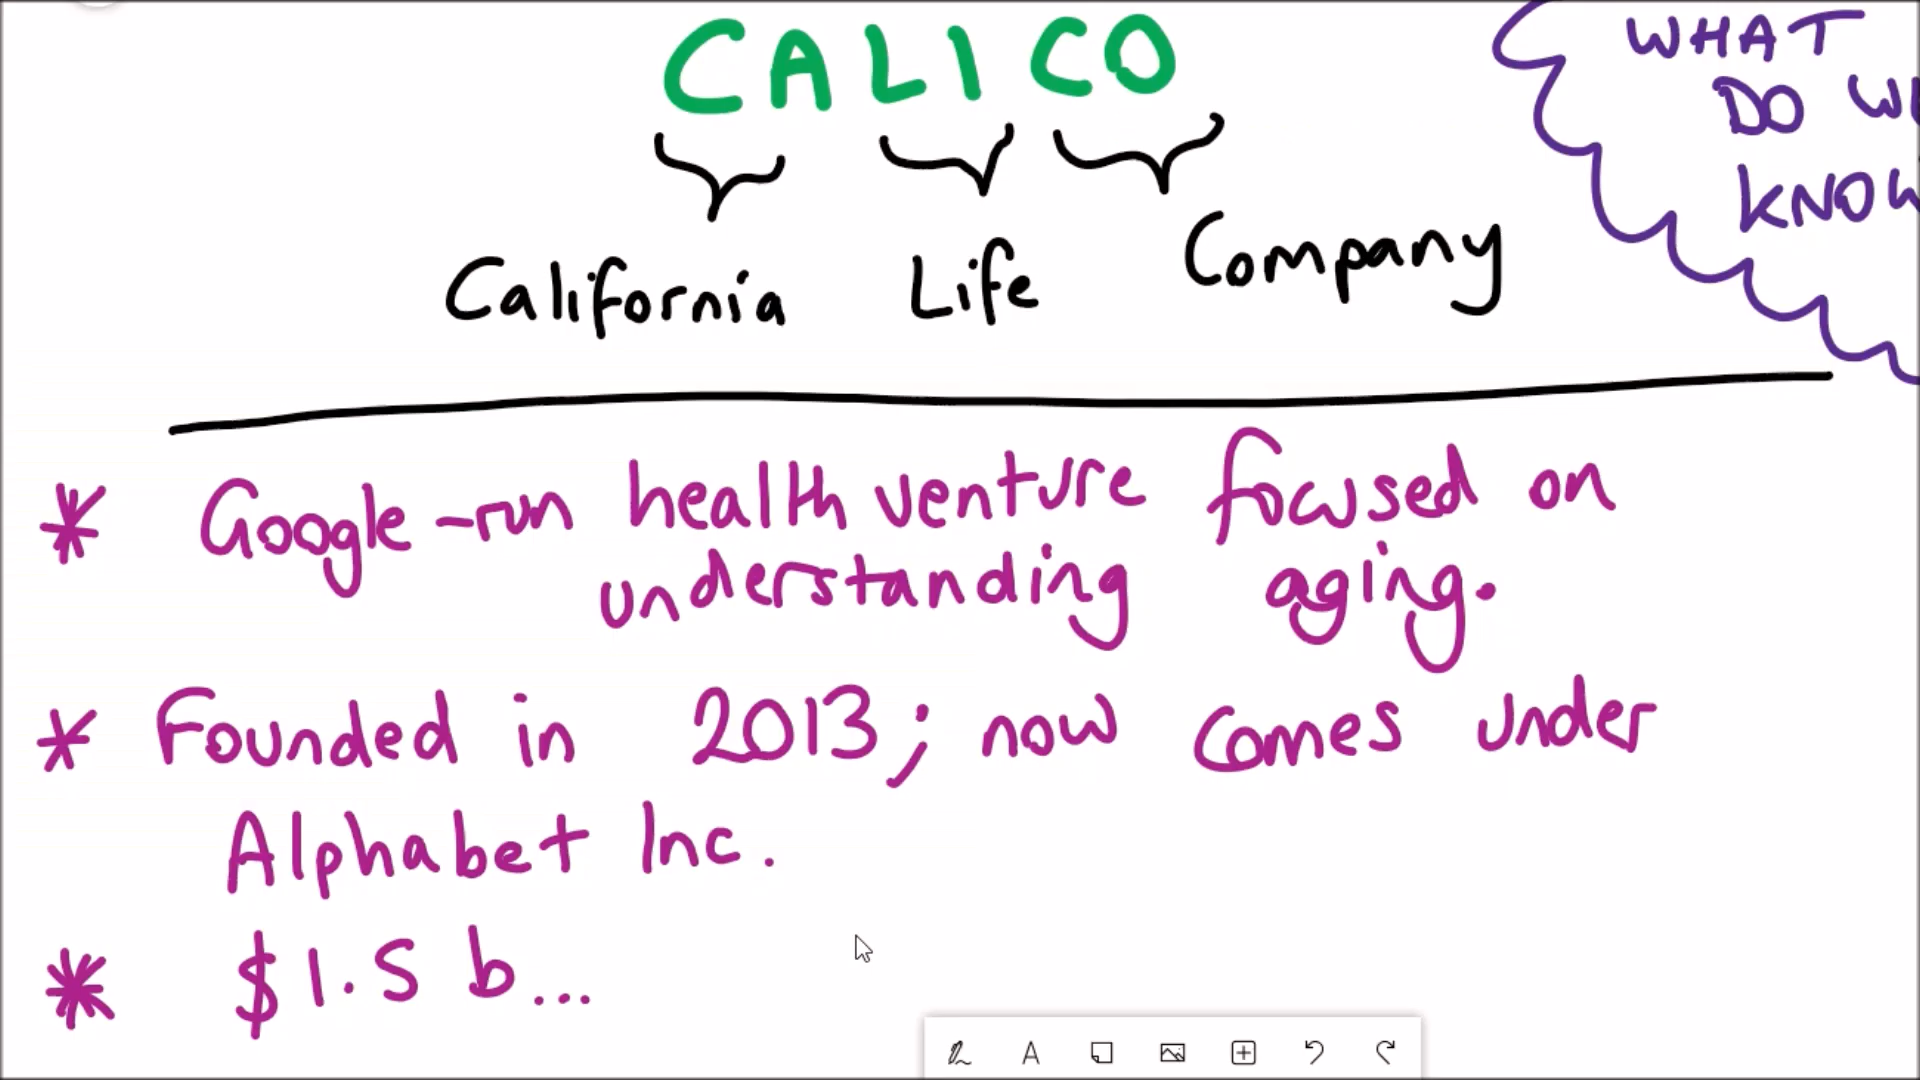 CALICO
California Life Company
WHAT
DO
* Google-run health venture focused on
understanding aging.
* Founded in 2013; now comes under
Alphabet Inc.
* $1.5 b...
A